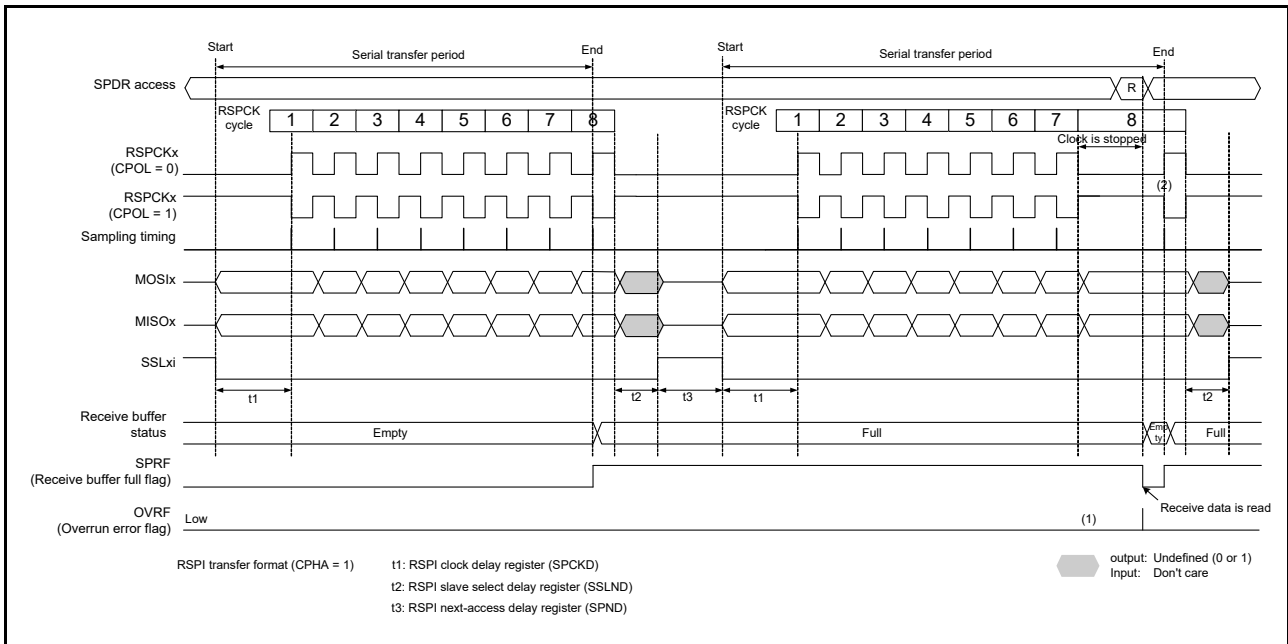 Start
Serial transfer period
End
Start
Serial transfer period
End
SPDR access
R
RSPCK
cycle
1 2 3 4 5 6 7 8
RSPCK
cycle
1 2 3 4 5 6 7 8
Clock is stopped
RSPCKx
(CPOL = 0)
(2)
RSPCKx
(CPOL = 1)
Sampling timing
MOSIx
MISOx
SSLxi
t1
t2
t3
t1
t2
Receive buffer
status
Empty
Full
Emp
ty
Full
SPRF
(Receive buffer full flag)
Receive data is read
OVRF
(Overrun error flag)
Low
(1)
RSPI transfer format (CPHA = 1)
t1: RSPI clock delay register (SPCKD)
t2: RSPI slave select delay register (SSLND)
t3: RSPI next-access delay register (SPND)
output: Undefined (0 or 1)
Input: Don't care